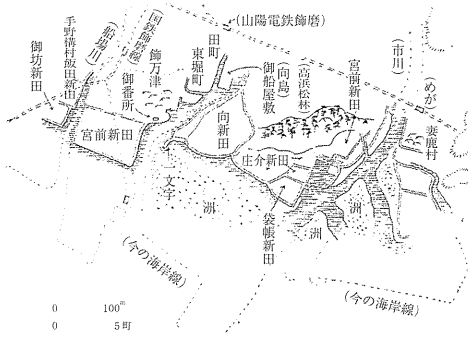 (山陽電鉄飾磨)
(市川)
(めが)
妻鹿村
宮前新田
(高浜松林)
(向島)
御船屋敷
田町
東堀町
飾万津
御番所
(国鉄飾磨線)
(船場川)
手野構村飯田新田
御坊新田
宮前新田
向新田
庄介新田
袋帳新田
文字
洲
洲
洲
(今の海岸線)
(今の海岸線)
0 100m
0 5町